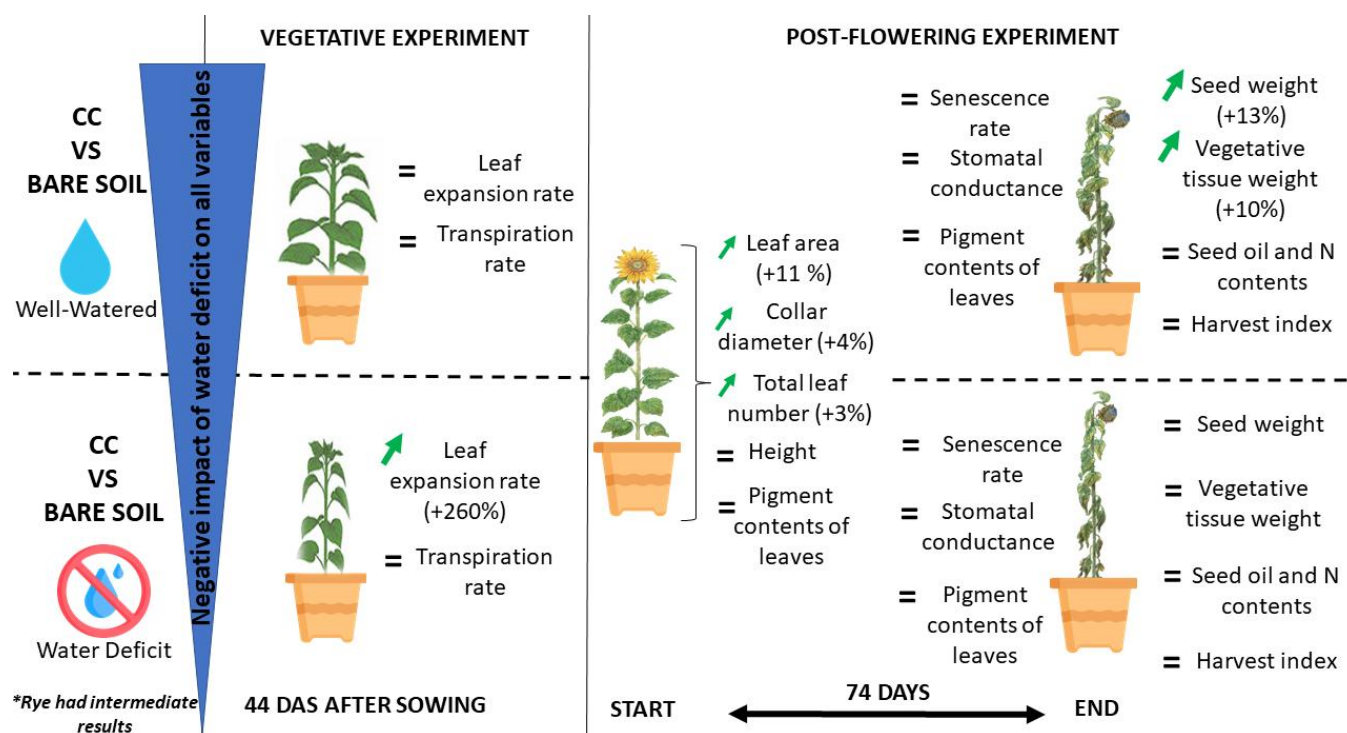 VEGETATIVE EXPERIMENT
POST-FLOWERING EXPERIMENT
Negative impact of water deficit on all variables
CC
VS
BARE SOIL
Well-Watered
= Leaf
expansion rate
= Transpiration
rate
CC
VS
BARE SOIL
Water Deficit
*Rye had intermediate
results
Leaf
expansion rate
(+260%)
= Transpiration
rate
44 DAS AFTER SOWING
Leaf area
(+11 %)
Collar
diameter (+4%)
Total leaf
number (+3%)
= Height
= Pigment
contents of
leaves
START
74 DAYS
END
= Senescence
rate
= Stomatal
conductance
= Pigment
contents of
leaves
Seed weight
(+13%)
Vegetative
tissue weight
(+10%)
= Seed oil and N
contents
= Harvest index
= Senescence
rate
= Stomatal
conductance
= Pigment
contents of
leaves
= Seed weight
= Vegetative
tissue weight
= Seed oil and N
contents
= Harvest index